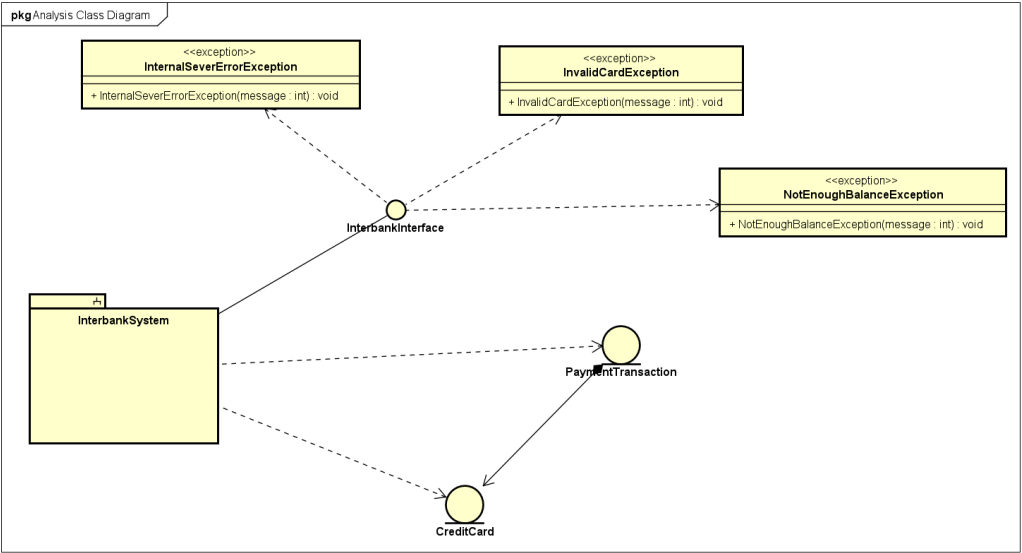 pkg Analysis Class Diagram
<<exception>>
InternalSeverErrorException
+ InternalSeverErrorException(message : int) : void
<<exception>>
InvalidCardException
+ InvalidCardException(message : int) : void
<<exception>>
NotEnoughBalanceException
+ NotEnoughBalanceException(message : int) : void
InterbankInterface
InterbankSystem
PaymentTransaction
CreditCard